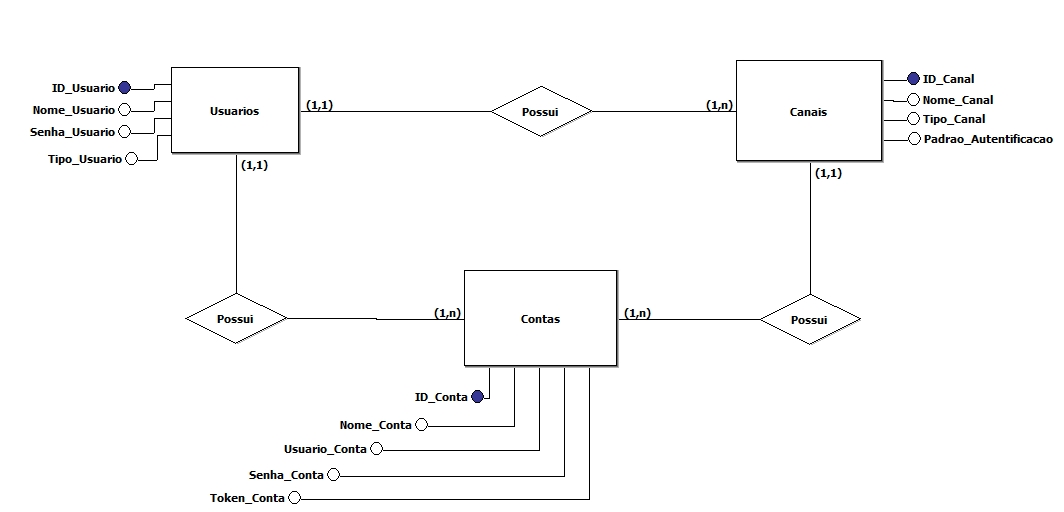 ID_Usuario
Nome_Usuario
Senha_Usuario
Tipo_Usuario
Usuarios
(1,1)
(1,1)
Possui
(1,n)
Canais
ID_Canal
Nome_Canal
Tipo_Canal
Padrao_Autentificacao
(1,1)
Possui
(1,n)
Contas
(1,n)
Possui
ID_Conta
Nome_Conta
Usuario_Conta
Senha_Conta
Token_Conta